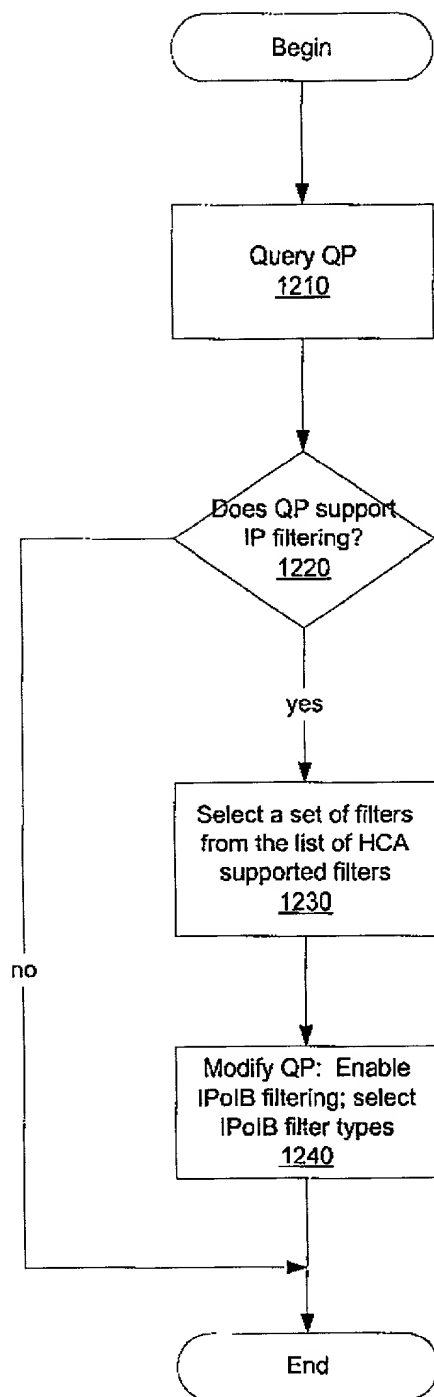 Begin
Query QP
1210
Does QP support
IP filtering?
1220
yes
Select a set of filters
from the list of HCA
supported filters
1230
no
Modify QP: Enable
IPoIB filtering; select
IPoIB filter types
1240
End